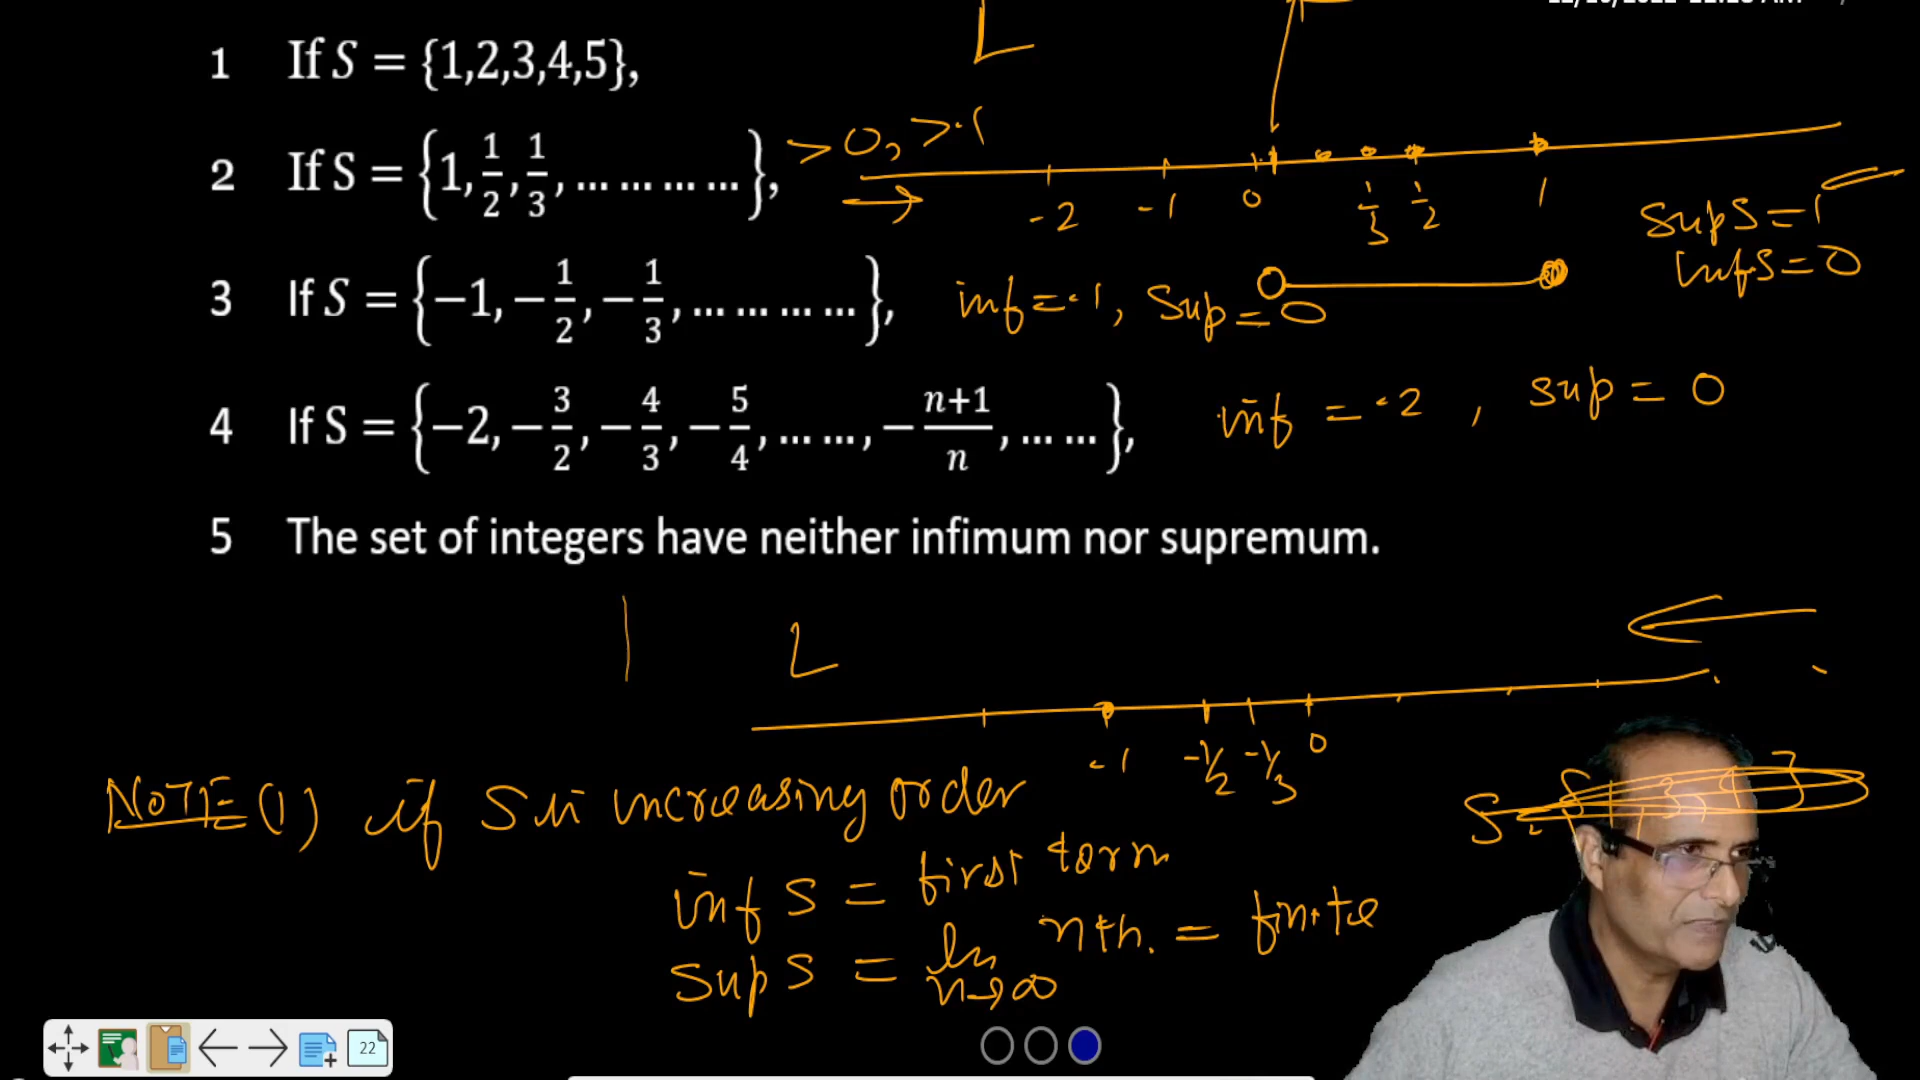 1 If S = {1,2,3,4,5},
> 0, > -1
2 If S = {1, 1/2, 1/3, ... ... ... ...},
-2 -1 0 1/3 1/2 1
Sup S = 1
inf S = 0
3 If S = {−1, −1/2, −1/3, ... ... ... ...},
inf = -1, Sup = 0
4 If S = {−2, −3/2, −4/3, −5/4, ... ..., −(n+1)/n, ... ...},
inf = -2 , sup = 0
5 The set of integers have neither infimum nor supremum.
-1 -1/2 -1/3 0
NOTE (1) if S in increasing order
inf S = first term
Sup S = lim n→∞ nth. = finite
22